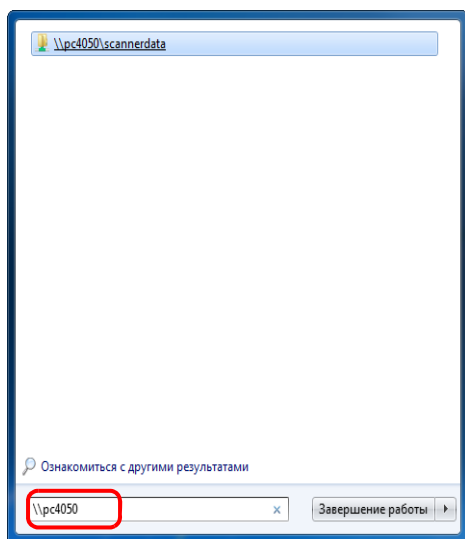 \\pc4050\scannerdata
Ознакомиться с другими результатами
\\pc4050
Завершение работы